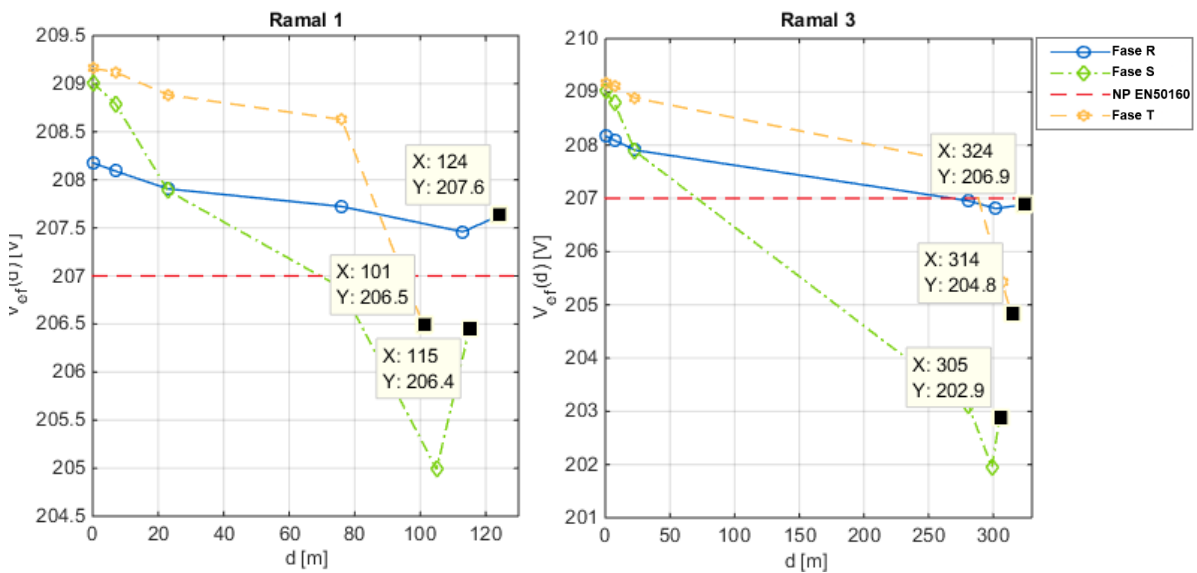 Ramal 1
209.5
209
208.5
208
207.5
207
206.5
206
205.5
205
204.5
0
20
40
60
80
100
120
V_ef(d) [V]
d [m]
X: 124
Y: 207.6
X: 101
Y: 206.5
X: 115
Y: 206.4
Ramal 3
210
209
208
207
206
205
204
203
202
201
0
50
100
150
200
250
300
V_ef(d) [V]
d [m]
X: 324
Y: 206.9
X: 314
Y: 204.8
X: 305
Y: 202.9
Fase R
Fase S
NP EN50160
Fase T